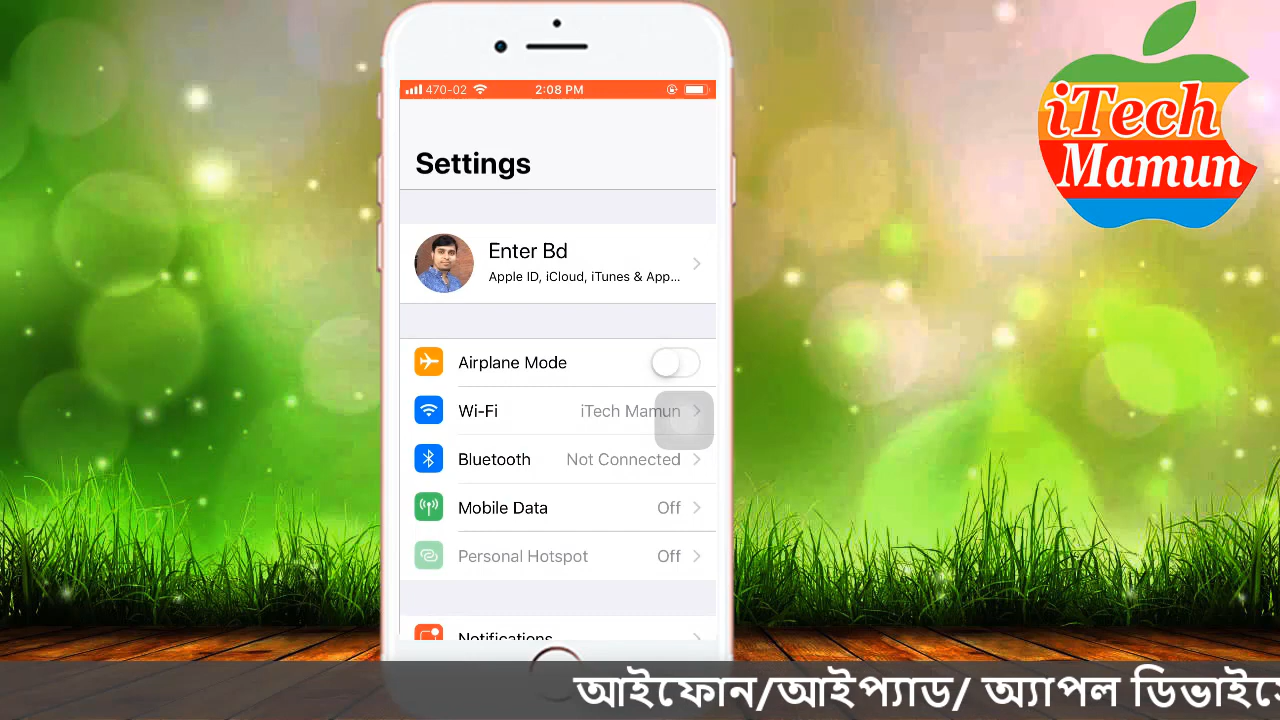 470-02
2:08 PM
iTech
Mamun
Settings
Enter Bd
Apple ID, iCloud, iTunes & App...
Airplane Mode
Wi-Fi iTech Mamun
Bluetooth Not Connected
Mobile Data Off
Personal Hotspot Off
Notifications
আইফোন/আইপ্যাড/ অ্যাপল